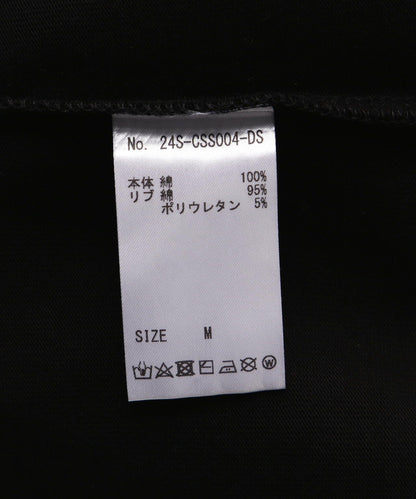 No. 24S-CSS004-DS
本体 綿 100%
リブ 綿 95%
ポリウレタン 5%
SIZE M